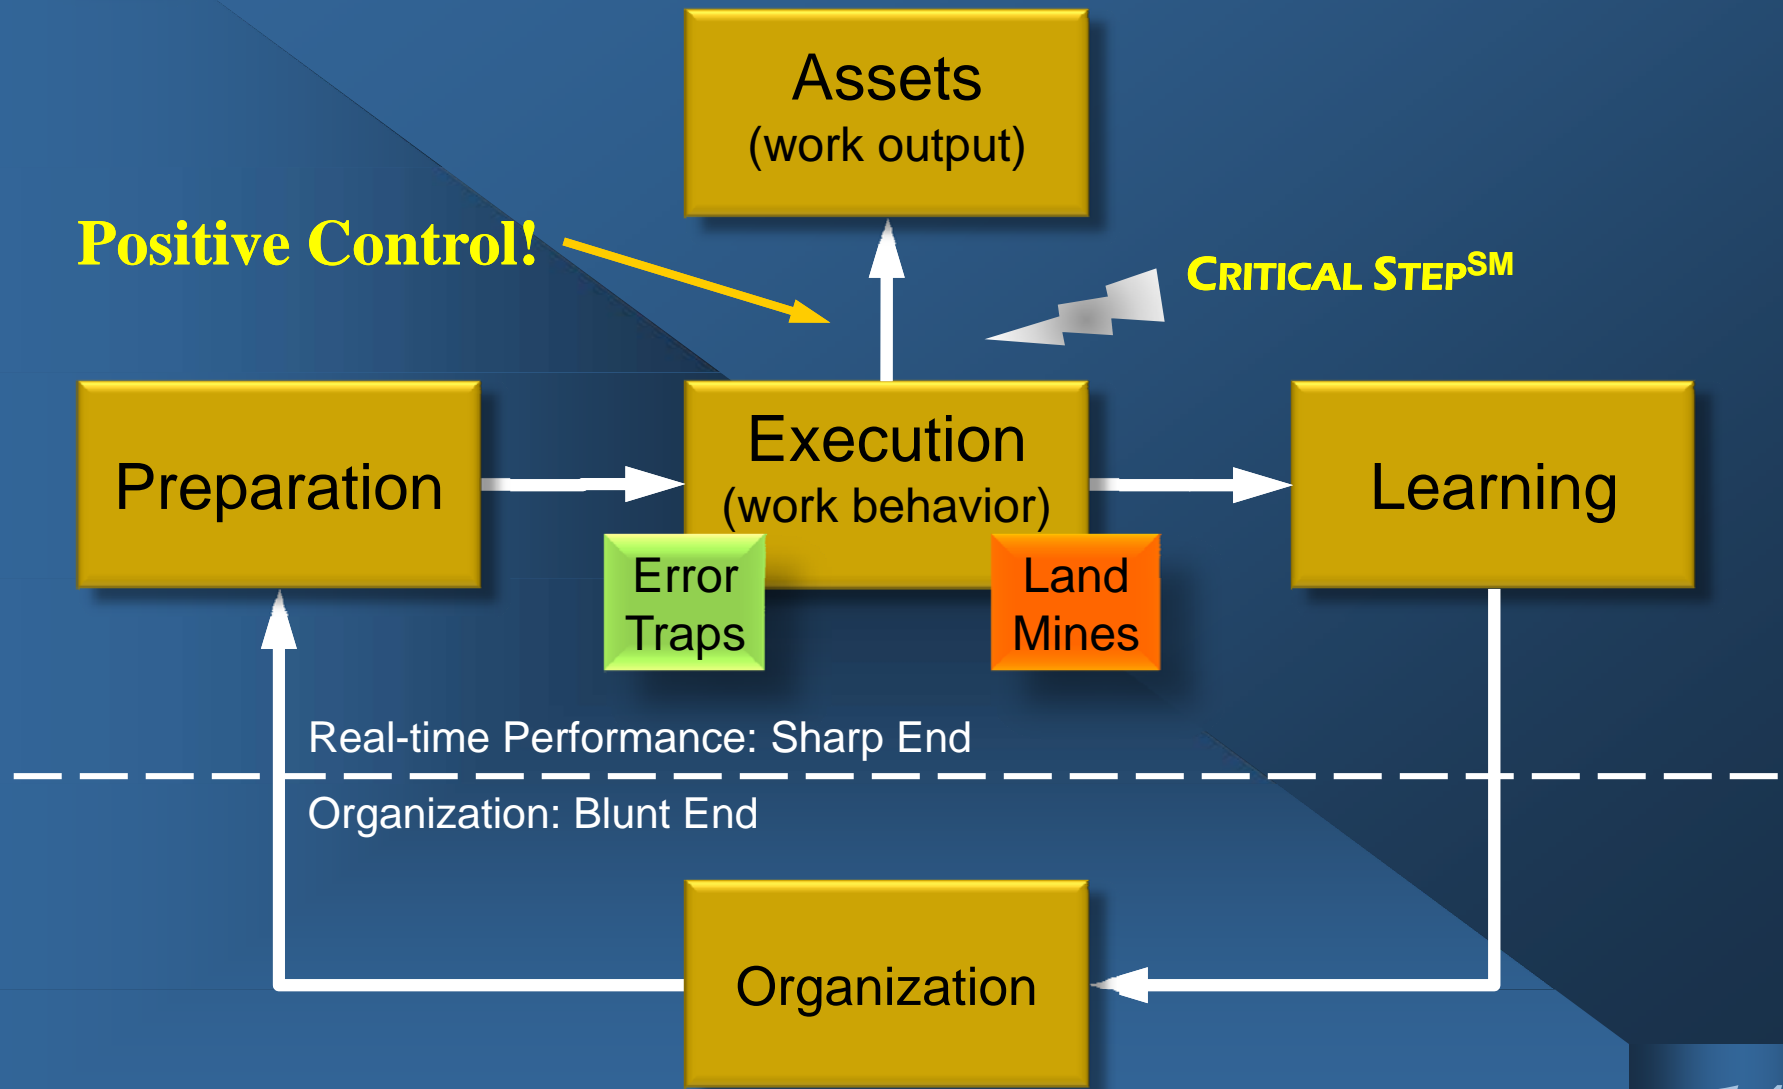 Assets
(work output)
Positive Control!
CRITICAL STEP℠
Preparation
Execution
(work behavior)
Learning
Error
Traps
Land
Mines
Real-time Performance: Sharp End
Organization: Blunt End
Organization